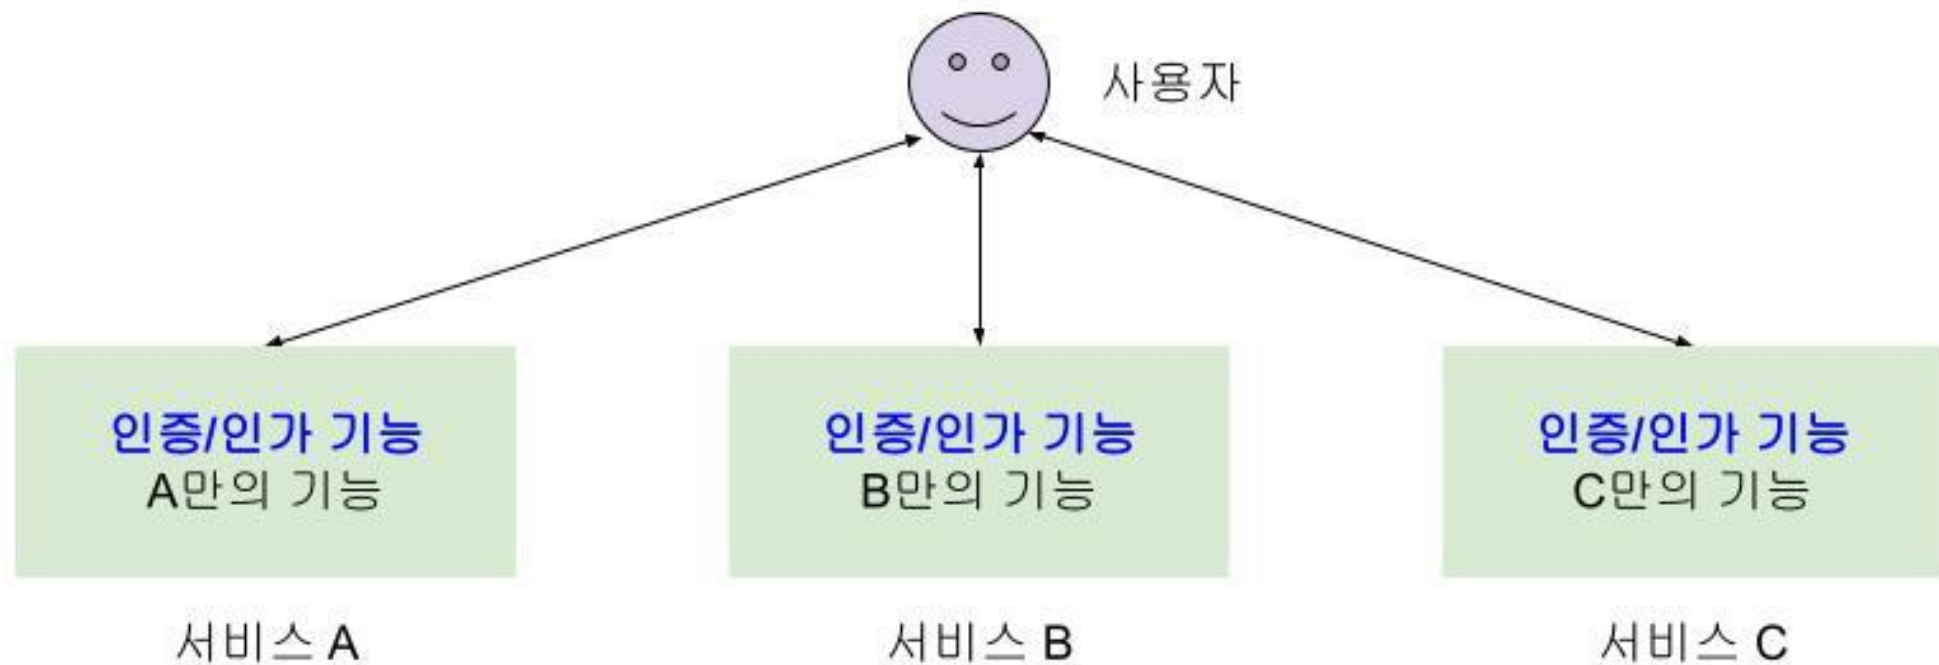 사용자
인증/인가 기능
A만의 기능
인증/인가 기능
B만의 기능
인증/인가 기능
C만의 기능
서비스 A
서비스 B
서비스 C